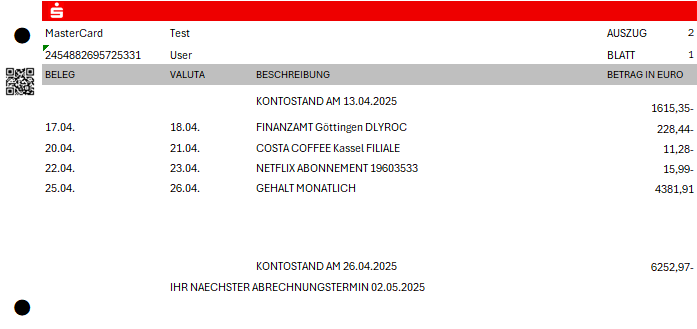 MasterCard Test AUSZUG 2
2454882695725331 User BLATT 1
BELEG VALUTA BESCHREIBUNG BETRAG IN EURO
KONTOSTAND AM 13.04.2025 1615,35-
17.04. 18.04. FINANZAMT Göttingen DLYROC 228,44-
20.04. 21.04. COSTA COFFEE Kassel FILIALE 11,28-
22.04. 23.04. NETFLIX ABONNEMENT 19603533 15,99-
25.04. 26.04. GEHALT MONATLICH 4381,91
KONTOSTAND AM 26.04.2025 6252,97-
IHR NAECHSTER ABRECHNUNGSTERMIN 02.05.2025